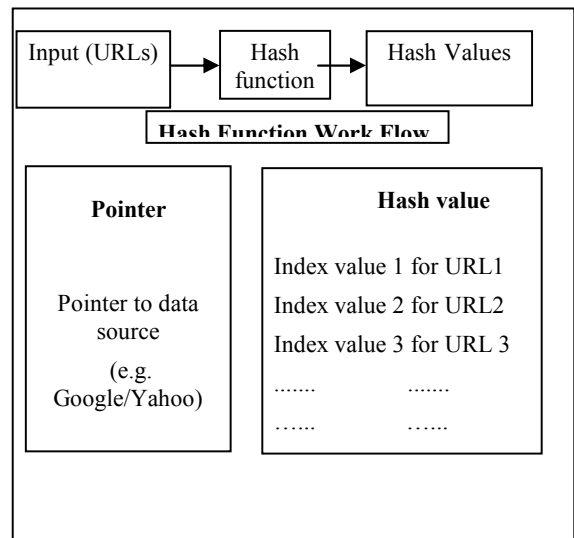 Input (URLs)
Hash
function
Hash Values
Hash Function Work Flow
Pointer
Pointer to data
source
(e.g.
Google/Yahoo)
Hash value
Index value 1 for URL1
Index value 2 for URL2
Index value 3 for URL 3
....... .......
…... …...